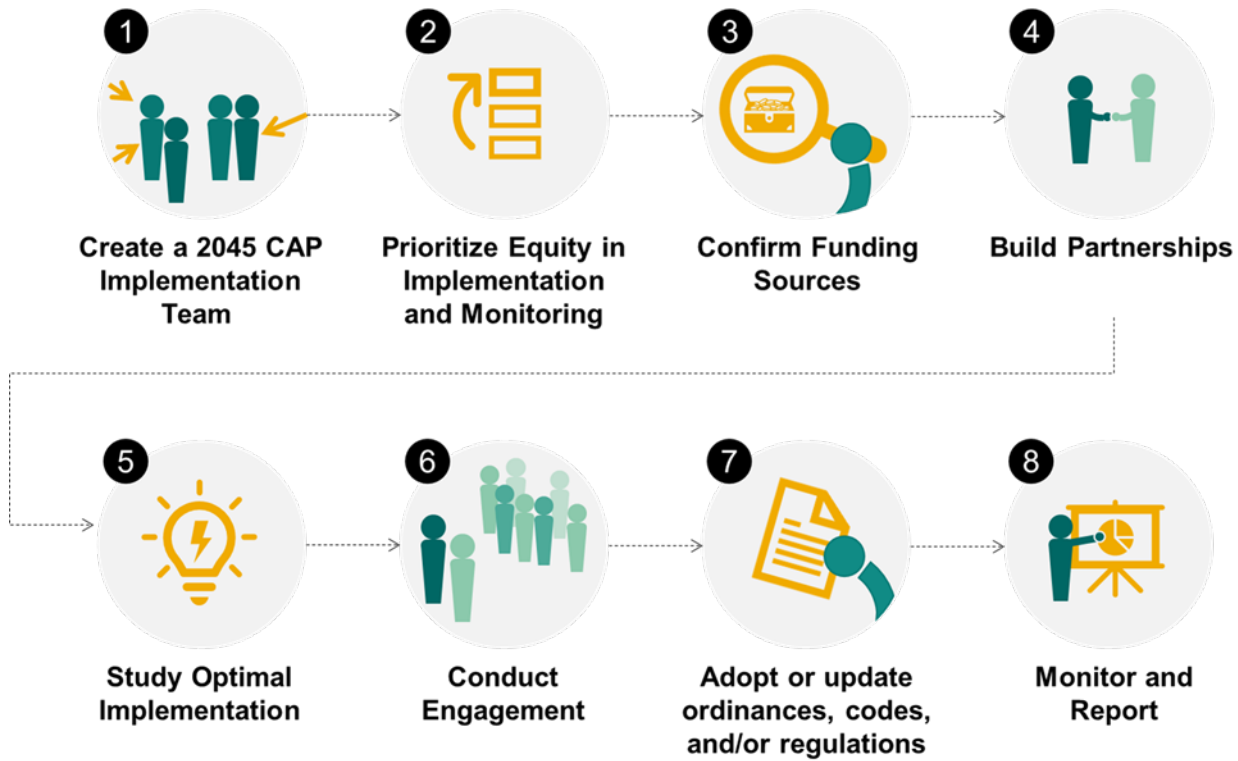 1
Create a 2045 CAP
Implementation
Team
2
Prioritize Equity in
Implementation
and Monitoring
3
Confirm Funding
Sources
4
Build Partnerships
5
Study Optimal
Implementation
6
Conduct
Engagement
7
Adopt or update
ordinances, codes,
and/or regulations
8
Monitor and
Report